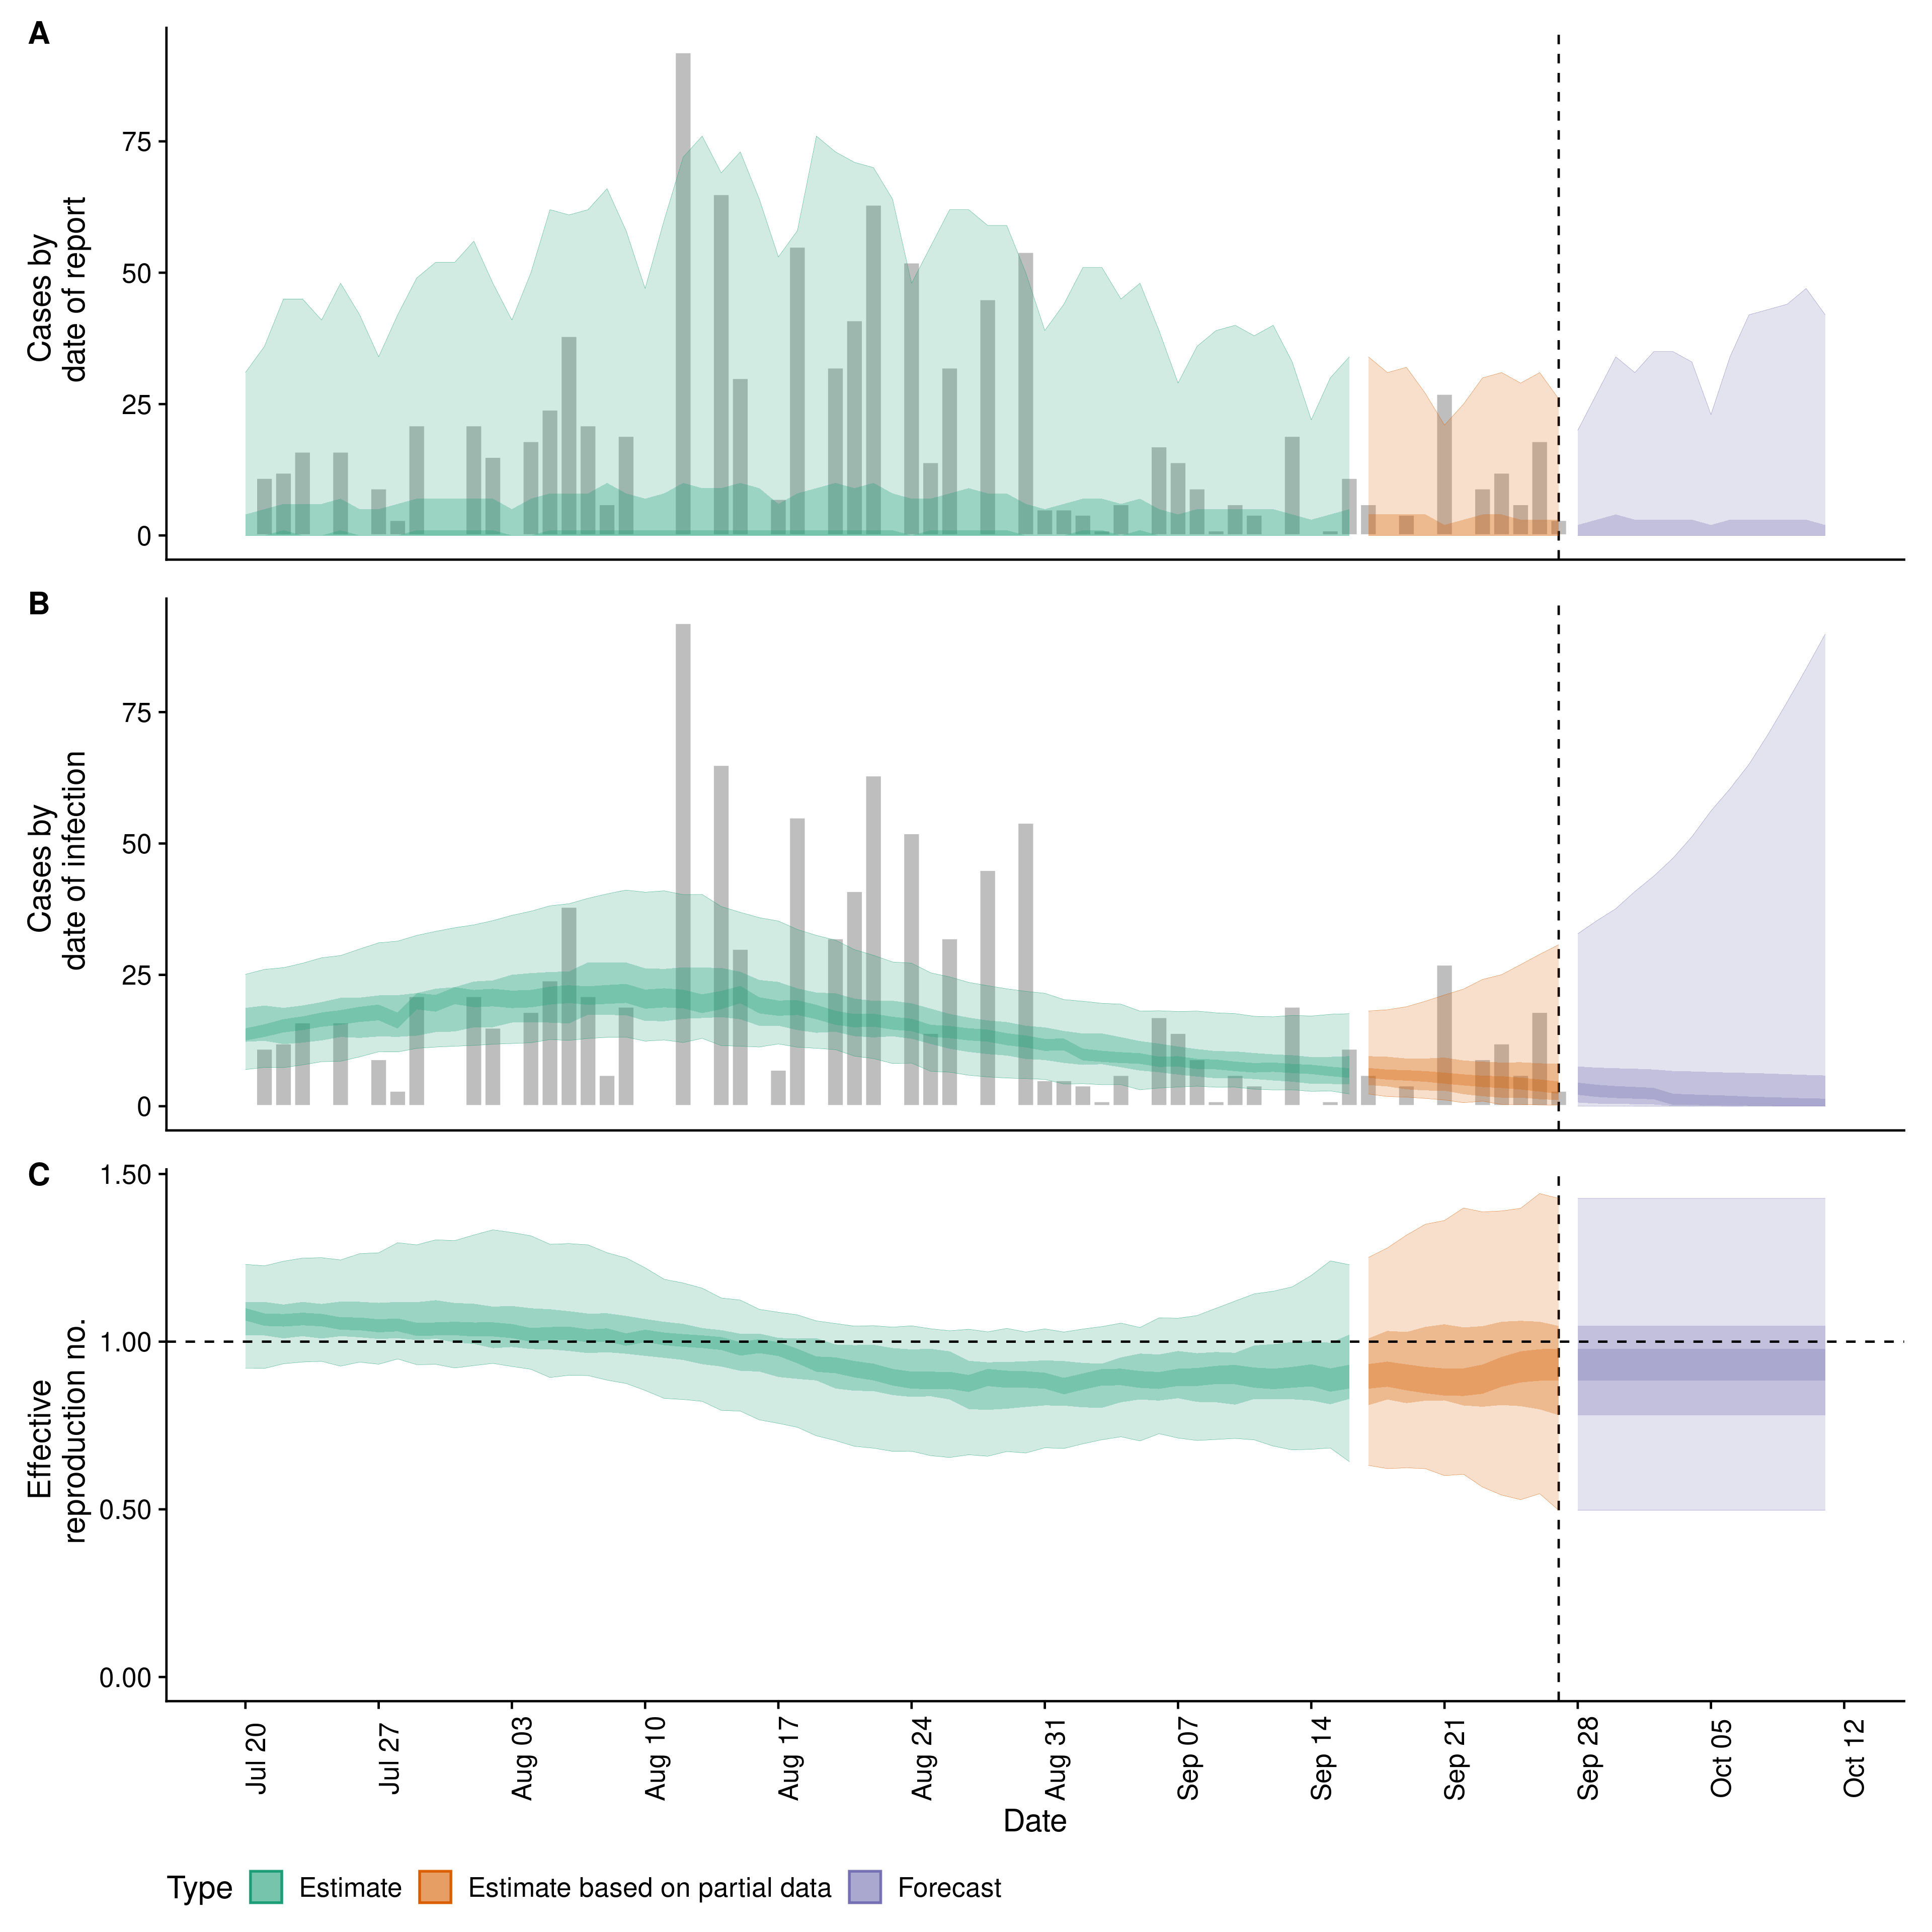 A
Cases by
date of report
75
50
25
0
B
Cases by
date of infection
75
50
25
0
C
Effective
reproduction no.
1.50
1.00
0.50
0.00
Jul 20
Jul 27
Aug 03
Aug 10
Aug 17
Aug 24
Aug 31
Sep 07
Sep 14
Sep 21
Sep 28
Oct 05
Oct 12
Date
Type Estimate Estimate based on partial data Forecast